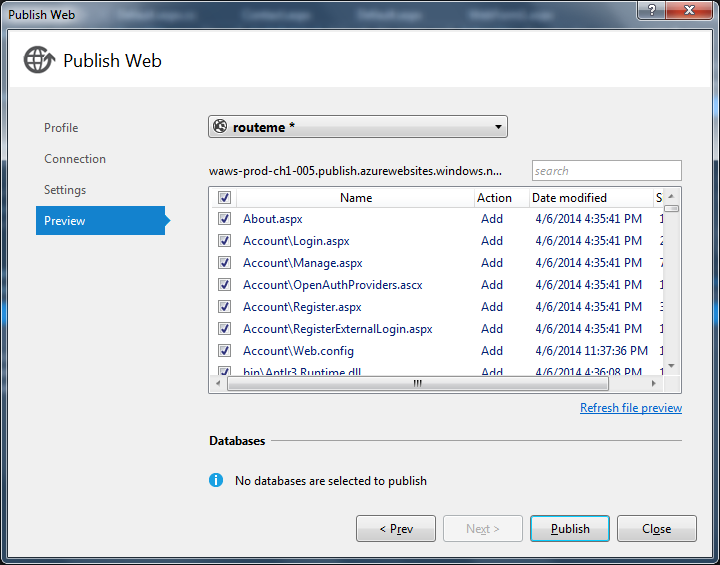 Publish Web
Publish Web
Profile
Connection
Settings
Preview
routeme *
waws-prod-ch1-005.publish.azurewebsites.windows.n...
search
Name Action Date modified S
About.aspx Add 4/6/2014 4:35:41 PM 1
Account\Login.aspx Add 4/6/2014 4:35:41 PM 2
Account\Manage.aspx Add 4/6/2014 4:35:41 PM 7
Account\OpenAuthProviders.ascx Add 4/6/2014 4:35:41 PM 1
Account\Register.aspx Add 4/6/2014 4:35:41 PM 3
Account\RegisterExternalLogin.aspx Add 4/6/2014 4:35:41 PM
Account\Web.config Add 4/6/2014 11:37:36 PM 1
bin\Antlr3.Runtime.dll Add 4/6/2014 4:36:08 PM 1
Refresh file preview
Databases
No databases are selected to publish
< Prev
Next >
Publish
Close